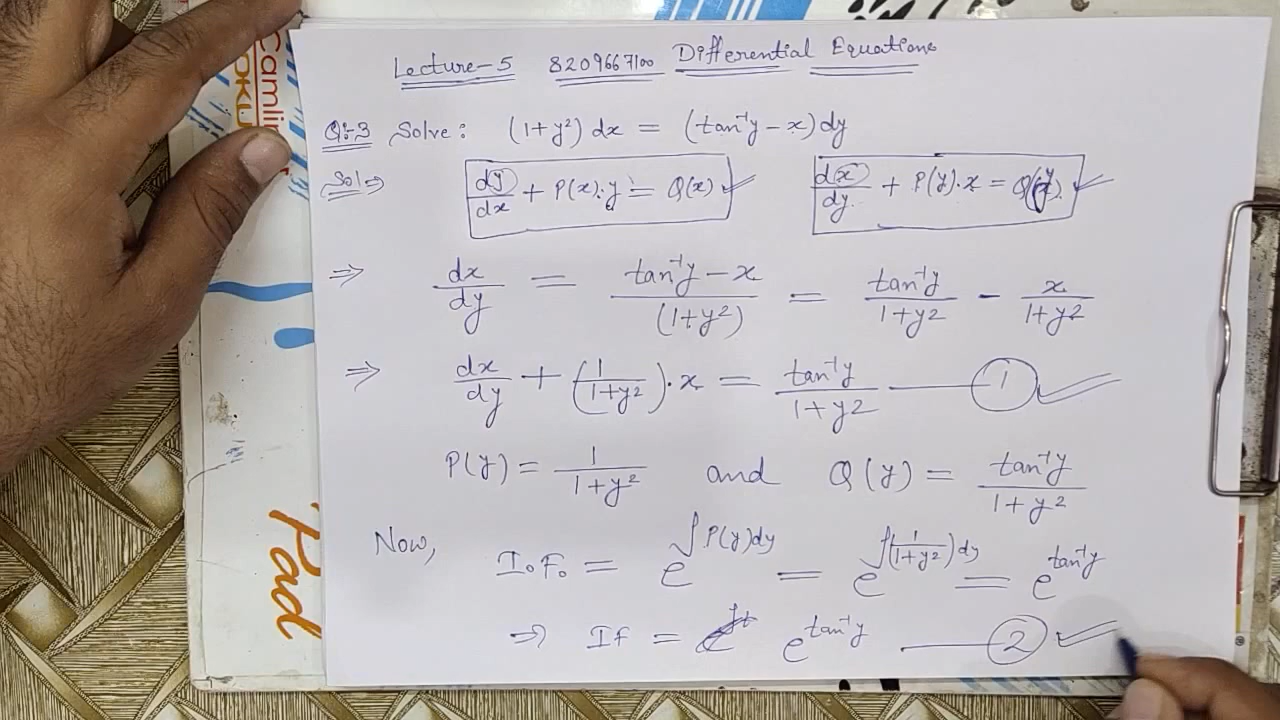 Lecture-5 8209667100 Differential Equations
Q:-3 Solve: (1+y²) dx = (tan⁻¹y - x) dy
Sol⇒ dy/dx + P(x).y = Q(x) dx/dy + P(y).x = Q(y).
⇒ dx/dy = (tan⁻¹y - x)/(1+y²) = tan⁻¹y/(1+y²) - x/(1+y²)
⇒ dx/dy + (1/(1+y²)).x = tan⁻¹y/(1+y²) — 1
P(y) = 1/(1+y²) and Q(y) = tan⁻¹y/(1+y²)
Now, I.F. = e^∫P(y)dy = e^∫(1/(1+y²))dy = e^tan⁻¹y
⇒ If = e^tan⁻¹y — 2
Camlin
Pad